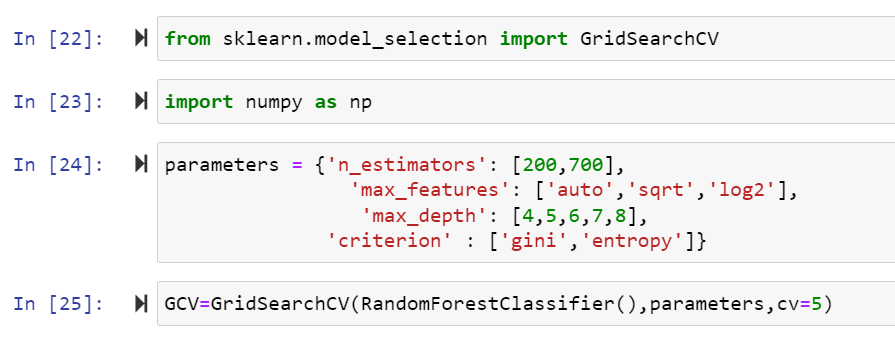 In [22]: from sklearn.model_selection import GridSearchCV
In [23]: import numpy as np
In [24]: parameters = {'n_estimators': [200,700],
'max_features': ['auto','sqrt','log2'],
'max_depth': [4,5,6,7,8],
'criterion' : ['gini','entropy']}
In [25]: GCV=GridSearchCV(RandomForestClassifier(),parameters,cv=5)